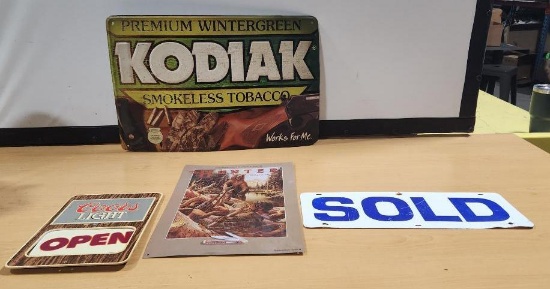 PREMIUM WINTERGREEN
KODIAK
SMOKELESS TOBACCO
Works For Me.
Coors
LIGHT
OPEN
SOLD